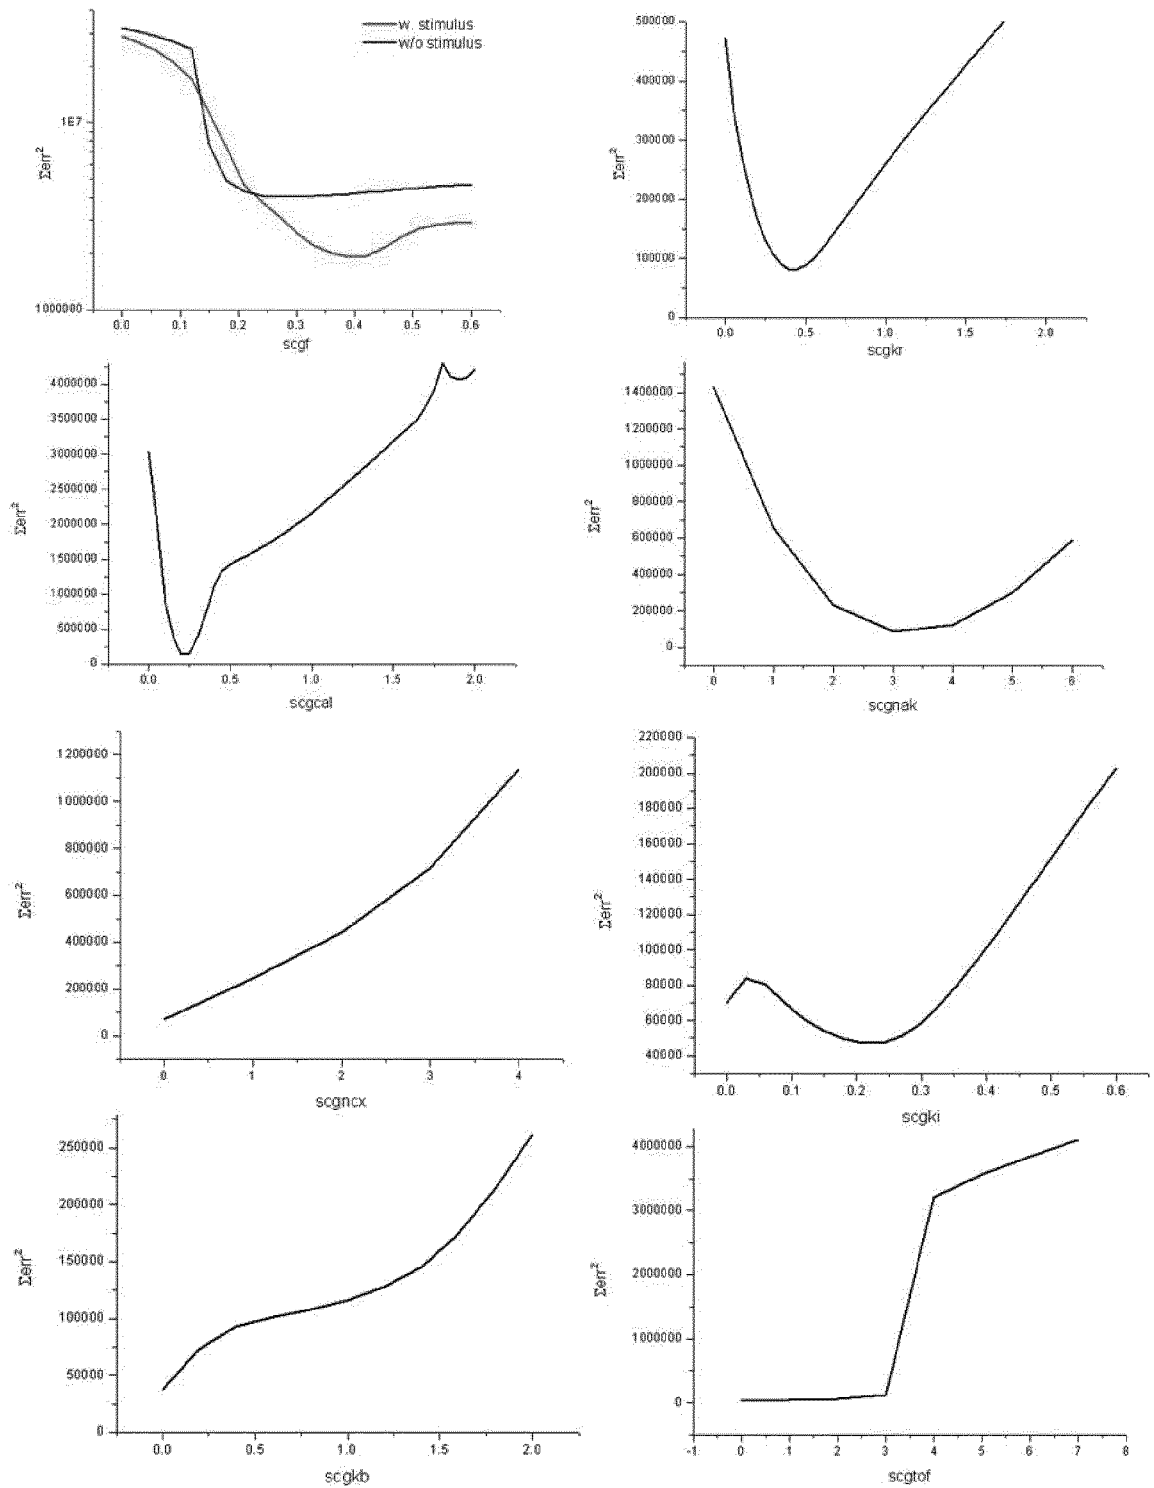 w. stimulus
w/o stimulus
1E7
1000000
Σerr²
0.0 0.1 0.2 0.3 0.4 0.5 0.6
scgf
500000
400000
300000
200000
100000
0
Σerr²
0.0 0.5 1.0 1.5 2.0
scgkr
4000000
3500000
3000000
2500000
2000000
1500000
1000000
500000
0
Σerr²
0.0 0.5 1.0 1.5 2.0
scgcal
1400000
1200000
1000000
800000
600000
400000
200000
0
Σerr²
0 1 2 3 4 5 6
scgnak
1200000
1000000
800000
600000
400000
200000
0
Σerr²
0 1 2 3 4
scgncx
220000
200000
180000
160000
140000
120000
100000
80000
60000
40000
Σerr²
0.0 0.1 0.2 0.3 0.4 0.5 0.6
scgki
250000
200000
150000
100000
50000
0
Σerr²
0.0 0.5 1.0 1.5 2.0
scgkb
4000000
3000000
2000000
1000000
0
Σerr²
-1 0 1 2 3 4 5 6 7 8
scgtof